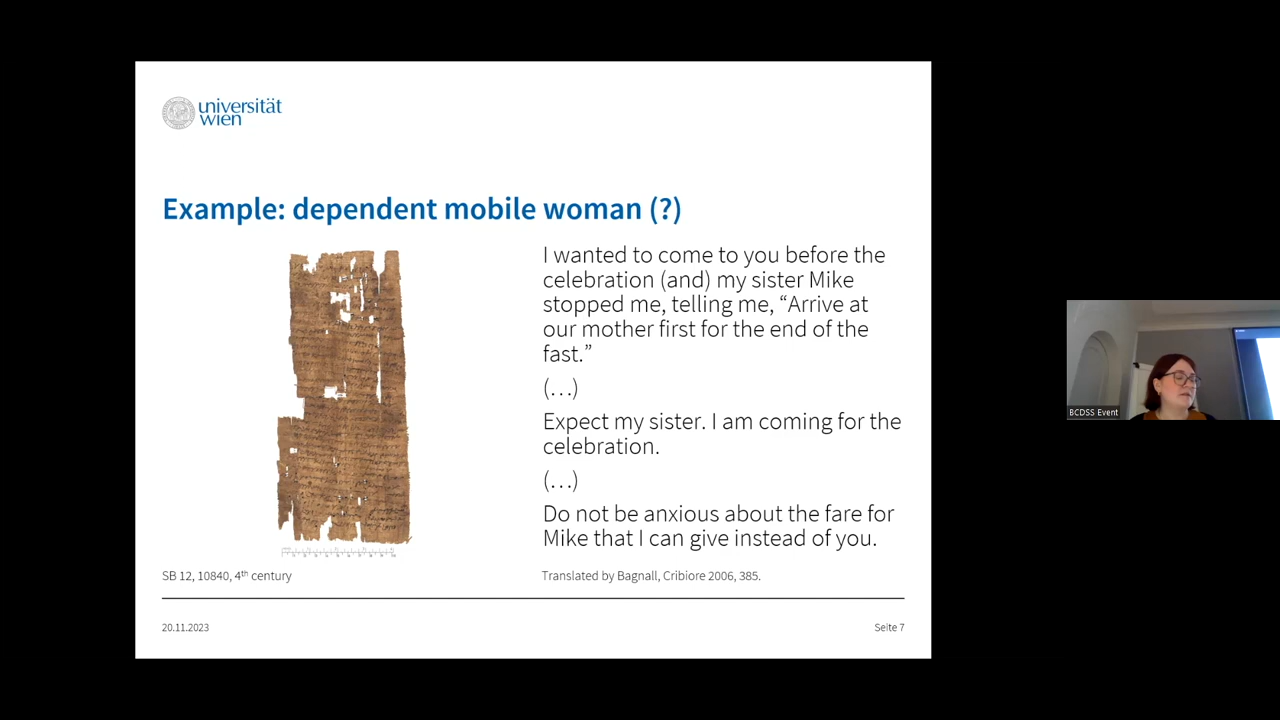 universität
wien
Example: dependent mobile woman (?)
I wanted to come to you before the
celebration (and) my sister Mike
stopped me, telling me, “Arrive at
our mother first for the end of the
fast.”
(…)
Expect my sister. I am coming for the
celebration.
(…)
Do not be anxious about the fare for
Mike that I can give instead of you.
SB 12, 10840, 4th century
Translated by Bagnall, Cribiore 2006, 385.
20.11.2023
Seite 7
BCDSS Event